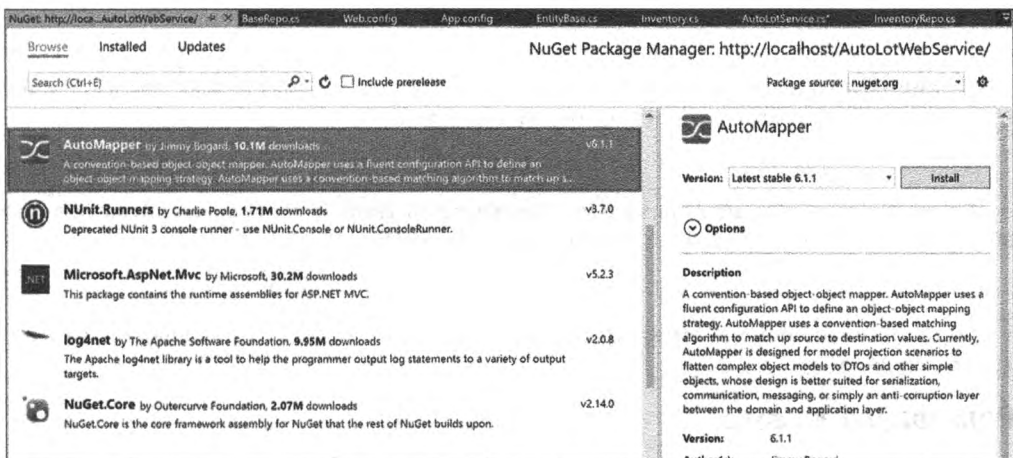 NuGet: http://loca...AutoLotWebService/ BaseRepo.cs Web.config App.config EntityBase.cs Inventory.cs AutoLotService.cs* InventoryRepo.cs
Browse Installed Updates
NuGet Package Manager: http://localhost/AutoLotWebService/
Search (Ctrl+E)
Include prerelease
Package source: nuget.org
AutoMapper by Jimmy Bogard, 10.1M downloads v6.1.1
A convention-based object-object mapper. AutoMapper uses a fluent configuration API to define an
object-object mapping strategy. AutoMapper uses a convention-based matching algorithm to match up s...
NUnit.Runners by Charlie Poole, 1.71M downloads v3.7.0
Deprecated NUnit 3 console runner - use NUnit.Console or NUnit.ConsoleRunner.
.NET
Microsoft.AspNet.Mvc by Microsoft, 30.2M downloads v5.2.3
This package contains the runtime assemblies for ASP.NET MVC.
log4net by The Apache Software Foundation, 9.95M downloads v2.0.8
The Apache log4net library is a tool to help the programmer output log statements to a variety of output
targets.
NuGet.Core by Outercurve Foundation, 2.07M downloads v2.14.0
NuGet.Core is the core framework assembly for NuGet that the rest of NuGet builds upon.
AutoMapper
Version: Latest stable 6.1.1 Install
Options
Description
A convention-based object-object mapper. AutoMapper uses a
fluent configuration API to define an object-object mapping
strategy. AutoMapper uses a convention-based matching
algorithm to match up source to destination values. Currently,
AutoMapper is designed for model projection scenarios to
flatten complex object models to DTOs and other simple
objects, whose design is better suited for serialization,
communication, messaging, or simply an anti-corruption layer
between the domain and application layer.
Version: 6.1.1